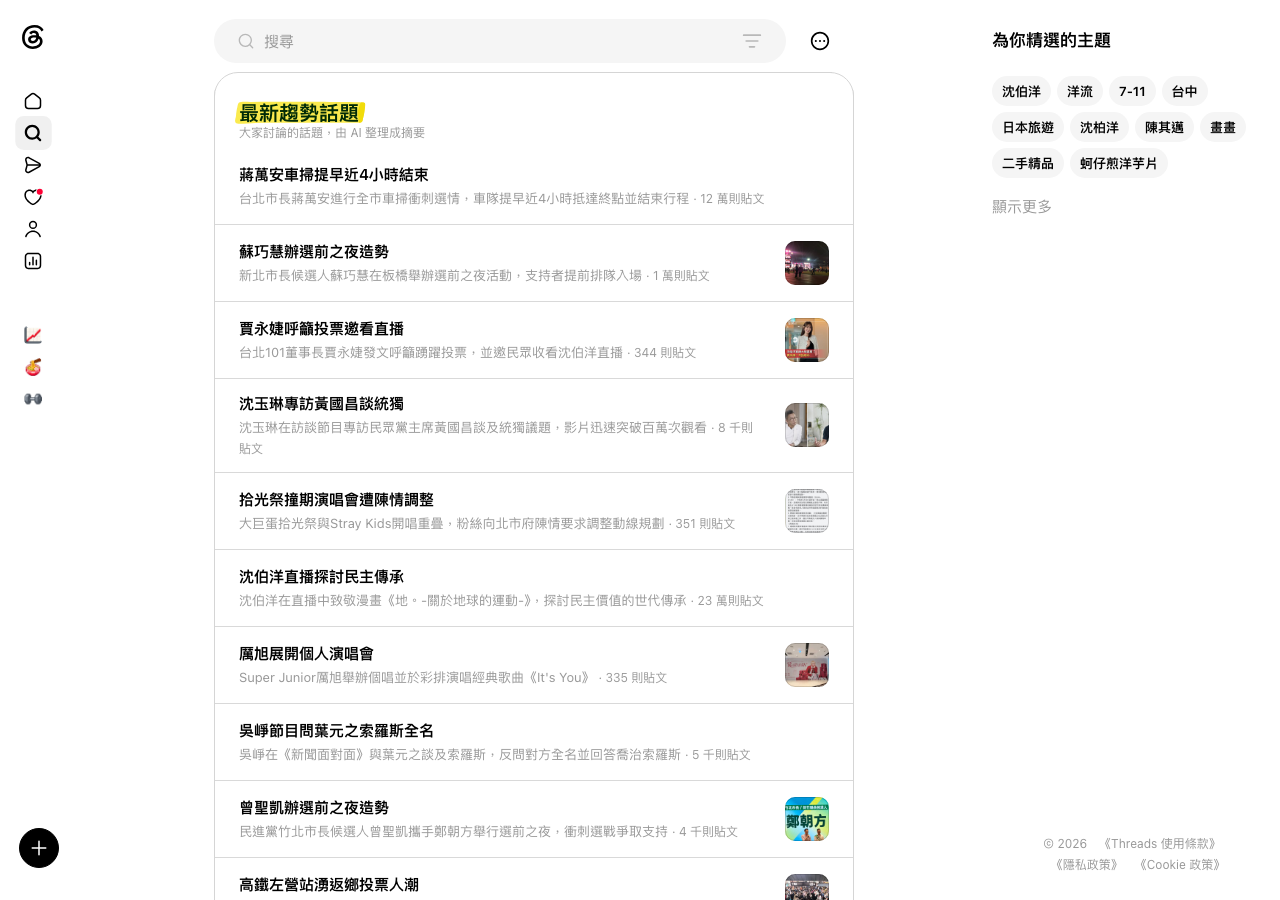 搜尋
最新趨勢話題
大家討論的話題，由 AI 整理成摘要
蔣萬安車掃提早近4小時結束
台北市長蔣萬安進行全市車掃衝刺選情，車隊提早近4小時抵達終點並結束行程 · 12 萬則貼文
蘇巧慧辦選前之夜造勢
新北市長候選人蘇巧慧在板橋舉辦選前之夜活動，支持者提前排隊入場 · 1 萬則貼文
賈永婕呼籲投票邀看直播
台北101董事長賈永婕發文呼籲踴躍投票，並邀民眾收看沈伯洋直播 · 344 則貼文
沈玉琳專訪黃國昌談統獨
沈玉琳在訪談節目專訪民眾黨主席黃國昌談及統獨議題，影片迅速突破百萬次觀看 · 8 千則
貼文
拾光祭撞期演唱會遭陳情調整
大巨蛋拾光祭與Stray Kids開唱重疊，粉絲向北市府陳情要求調整動線規劃 · 351 則貼文
沈伯洋直播探討民主傳承
沈伯洋在直播中致敬漫畫《地。-關於地球的運動-》，探討民主價值的世代傳承 · 23 萬則貼文
厲旭展開個人演唱會
Super Junior厲旭舉辦個唱並於彩排演唱經典歌曲《It's You》 · 335 則貼文
吳崢節目問葉元之索羅斯全名
吳崢在《新聞面對面》與葉元之談及索羅斯，反問對方全名並回答喬治索羅斯 · 5 千則貼文
曾聖凱辦選前之夜造勢
民進黨竹北市長候選人曾聖凱攜手鄭朝方舉行選前之夜，衝刺選戰爭取支持 · 4 千則貼文
鄭朝方
高鐵左營站湧返鄉投票人潮
為你精選的主題
沈伯洋 洋流 7-11 台中
日本旅遊 沈柏洋 陳其邁 畫畫
二手精品 蚵仔煎洋芋片
顯示更多
© 2026 《Threads 使用條款》
《隱私政策》 《Cookie 政策》